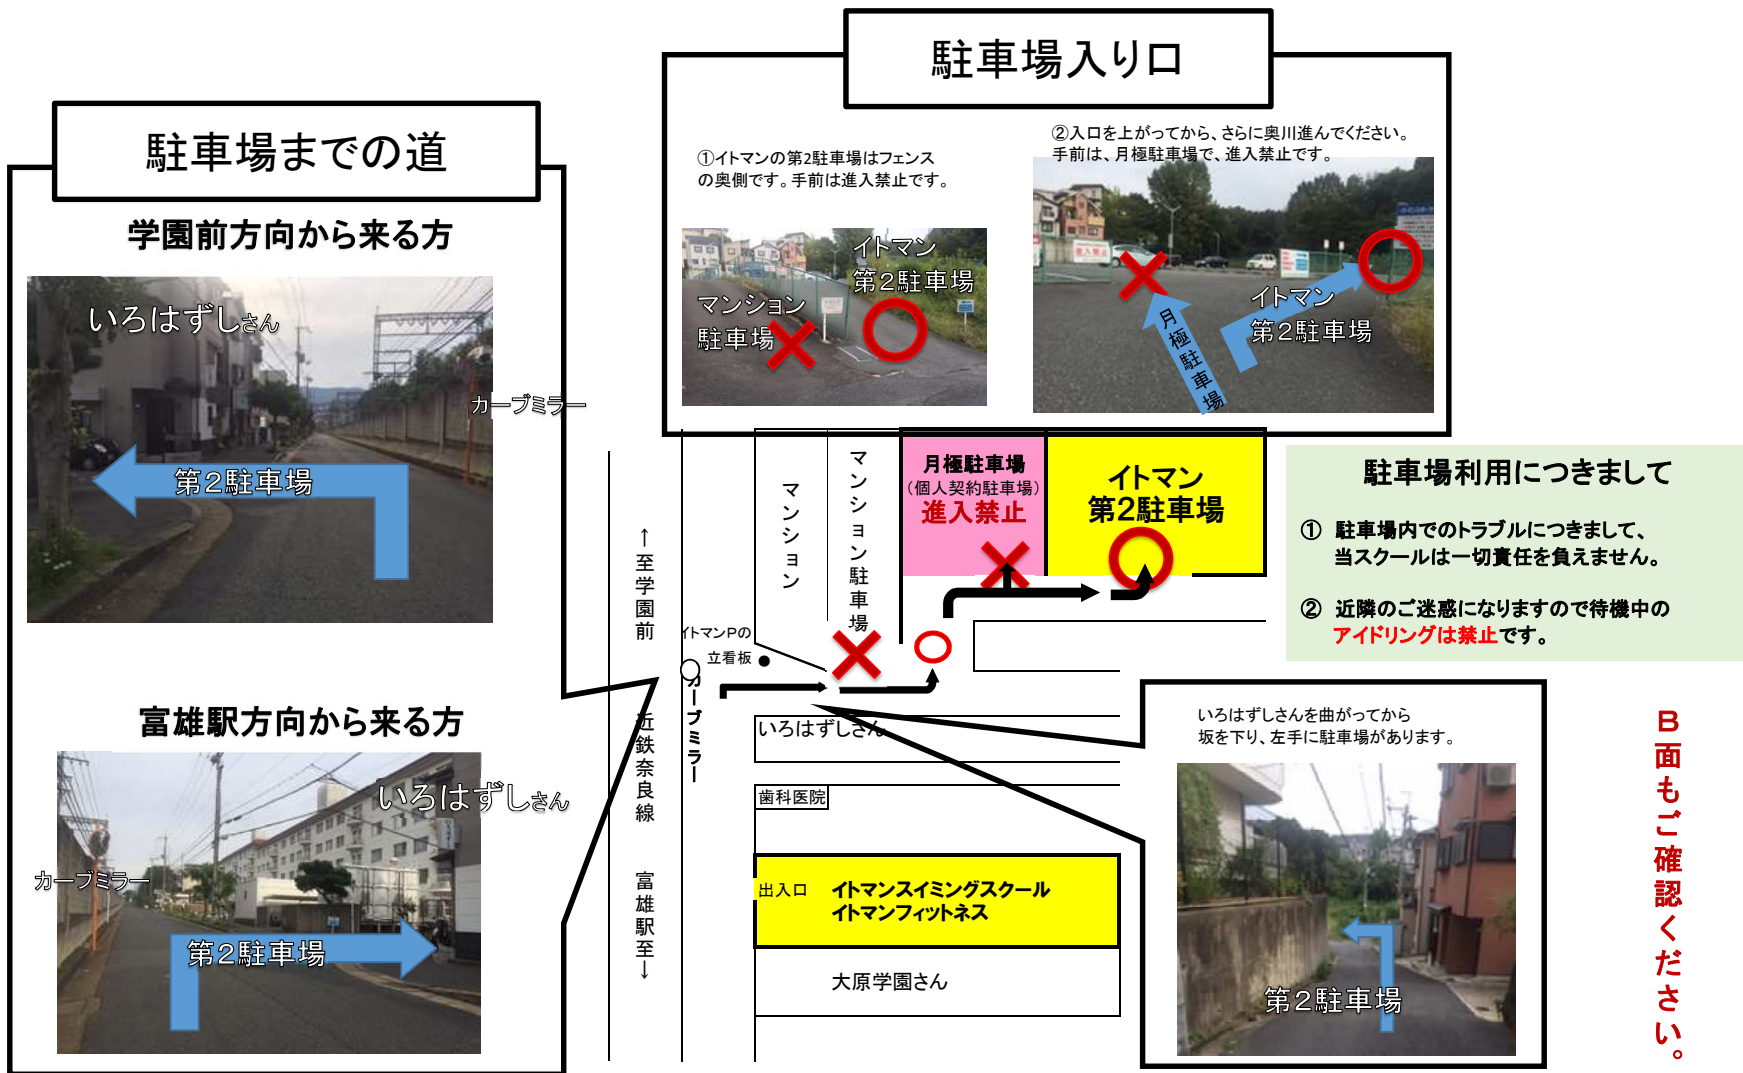 駐車場までの道
学園前方向から来る方
いろはずしさん
カーブミラー
第２駐車場
富雄駅方向から来る方
いろはずしさん
カーブミラー
第２駐車場
駐車場入り口
①イトマンの第2駐車場はフェンス
の奥側です。手前は進入禁止です。
イトマン
第２駐車場
マンション
駐車場
②入口を上がってから、さらに奥川進んでください。
手前は、月極駐車場で、進入禁止です。
進入禁止
イトマン
第２駐車場
月極駐車場
↑至学園前
近鉄奈良線
富雄駅至↓
マンション
マンション駐車場
月極駐車場
（個人契約駐車場）
進入禁止
イトマン
第2駐車場
イトマンPの
立看板
カーブミラー
いろはずしさん
歯科医院
出入口
イトマンスイミングスクール
イトマンフィットネス
大原学園さん
駐車場利用につきまして
① 駐車場内でのトラブルにつきまして、
当スクールは一切責任を負えません。
② 近隣のご迷惑になりますので待機中の
アイドリングは禁止です。
いろはずしさんを曲がってから
坂を下り、左手に駐車場があります。
第２駐車場
Ｂ面もご確認ください。